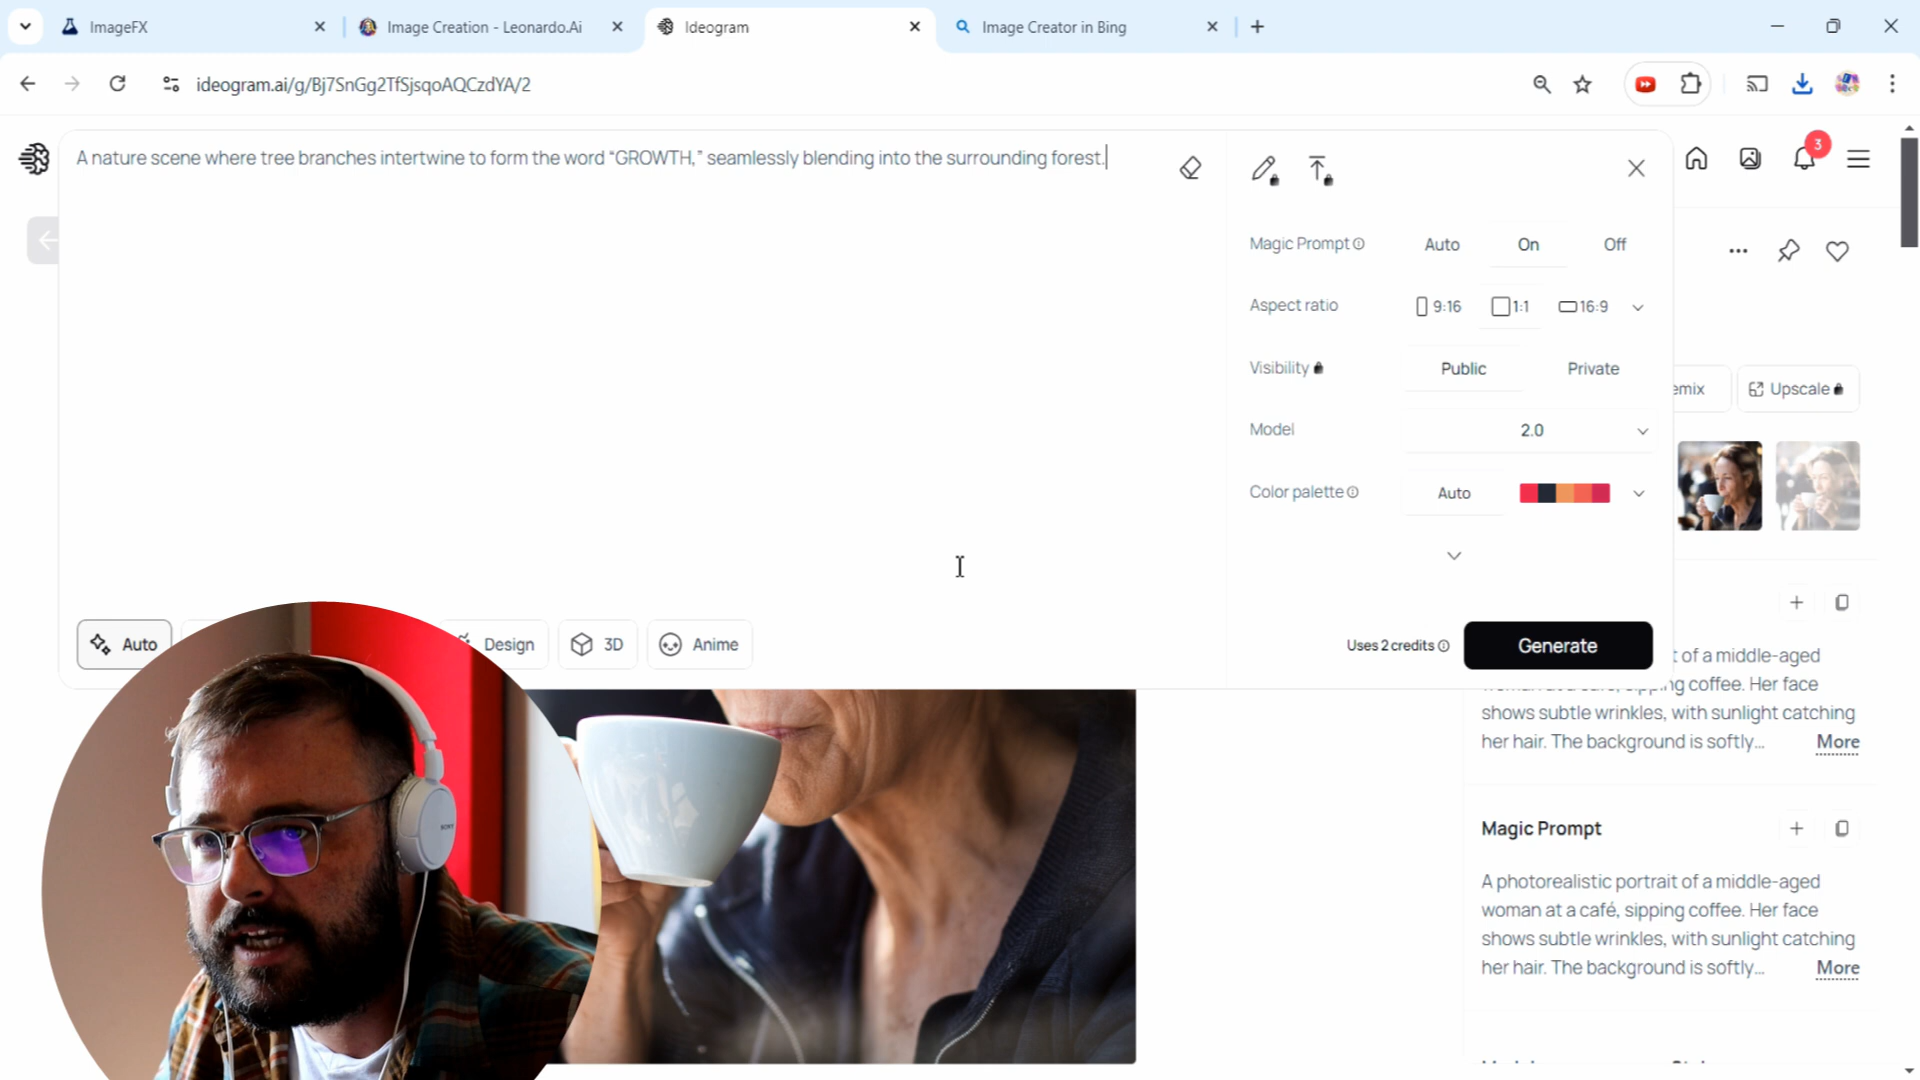 ImageFX
Image Creation - Leonardo.Ai
Ideogram
Image Creator in Bing
ideogram.ai/g/Bj7SnGg2TfSjsqoAQCzdYA/2
A nature scene where tree branches intertwine to form the word “GROWTH,” seamlessly blending into the surrounding forest.
3
Magic Prompt
Auto
On
Off
Aspect ratio
9:16
1:1
16:9
Visibility
Public
Private
emix
Upscale
Model
2.0
Color palette
Auto
Auto
Design
3D
Anime
Uses 2 credits
Generate
t of a middle-aged
ng coffee. Her face
shows subtle wrinkles, with sunlight catching
her hair. The background is softly...
More
Magic Prompt
A photorealistic portrait of a middle-aged
woman at a café, sipping coffee. Her face
shows subtle wrinkles, with sunlight catching
her hair. The background is softly...
More
SONY